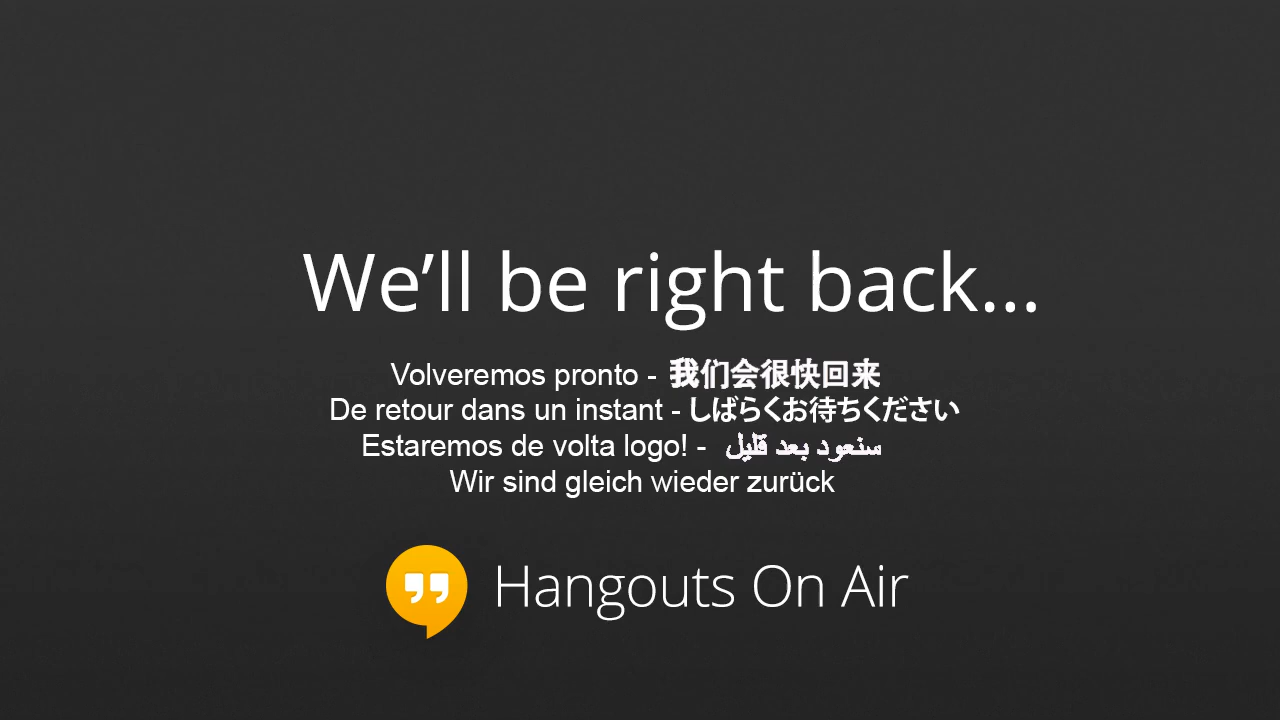 We’ll be right back...
Volveremos pronto - 我们会很快回来
De retour dans un instant - しばらくお待ちください
Estaremos de volta logo! - سنعود بعد قليل
Wir sind gleich wieder zurück
Hangouts On Air